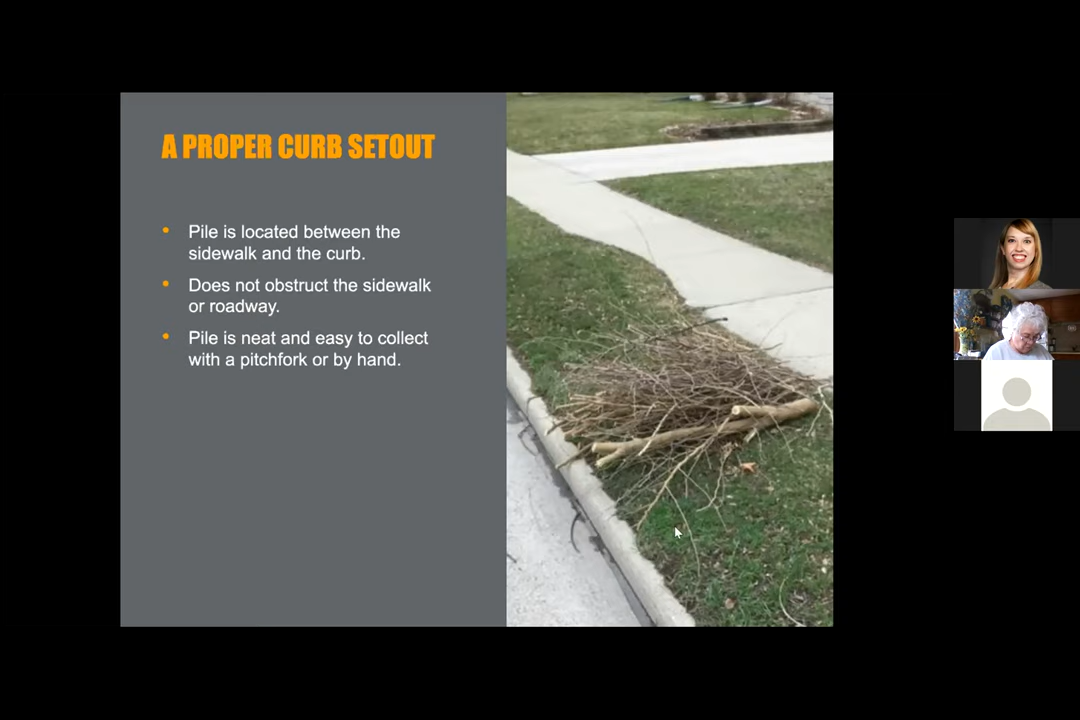 A PROPER CURB SETOUT
Pile is located between the
sidewalk and the curb.
Does not obstruct the sidewalk
or roadway.
Pile is neat and easy to collect
with a pitchfork or by hand.